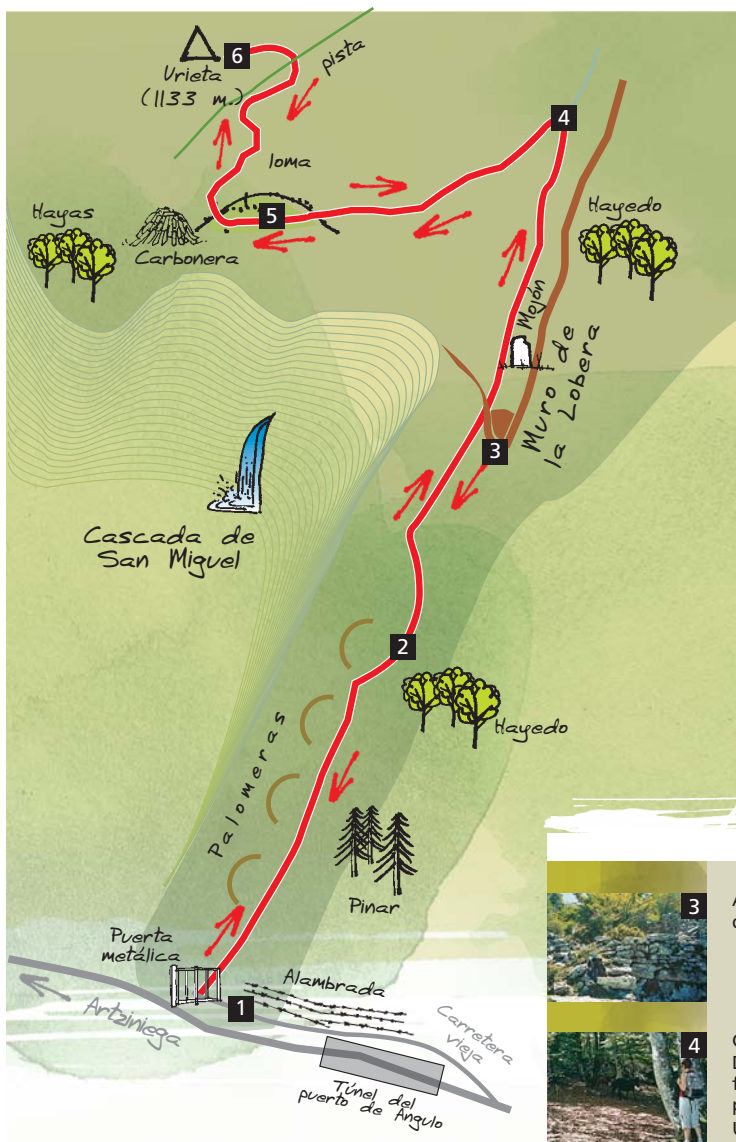 6
Urieta
(1133 m.)
pista
4
loma
5
Hayas
Carbonera
Hayedo
Mojón
Muro de
la Lobera
3
Cascada de
San Miguel
2
Hayedo
Palomeras
Pinar
Puerta
metálica
1
Alambrada
Artziniega
Carretera
vieja
Túnel del
puerto de Angulo
3
4